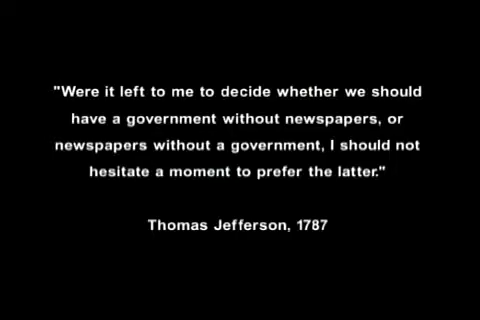 "Were it left to me to decide whether we should
have a government without newspapers, or
newspapers without a government, I should not
hesitate a moment to prefer the latter."
Thomas Jefferson, 1787